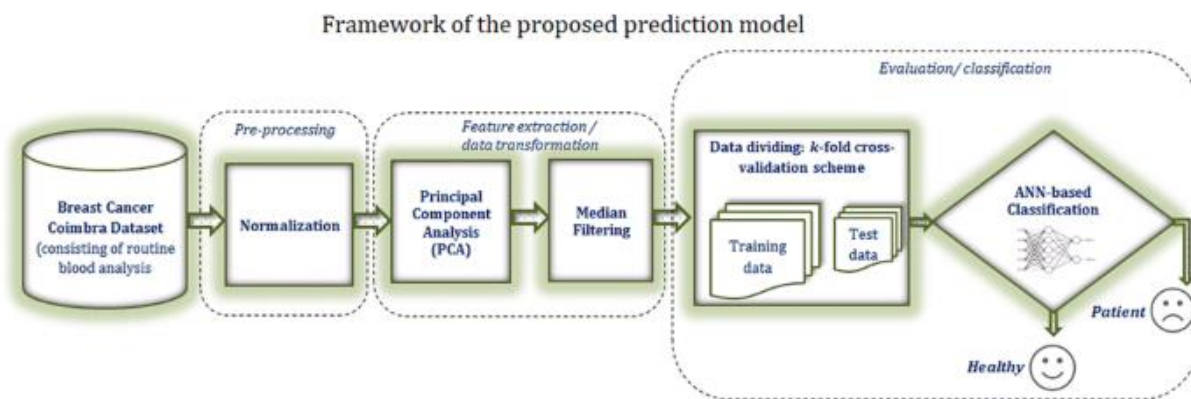 Framework of the proposed prediction model
Evaluation/ classification
Pre-processing
Feature extraction /
data transformation
Breast Cancer
Coimbra Dataset
(consisting of routine
blood analysis
Normalization
Principal
Component
Analysis
(PCA)
Median
Filtering
Data dividing: k-fold cross-
validation scheme
Training
data
Test
data
ANN-based
Classification
Patient
Healthy